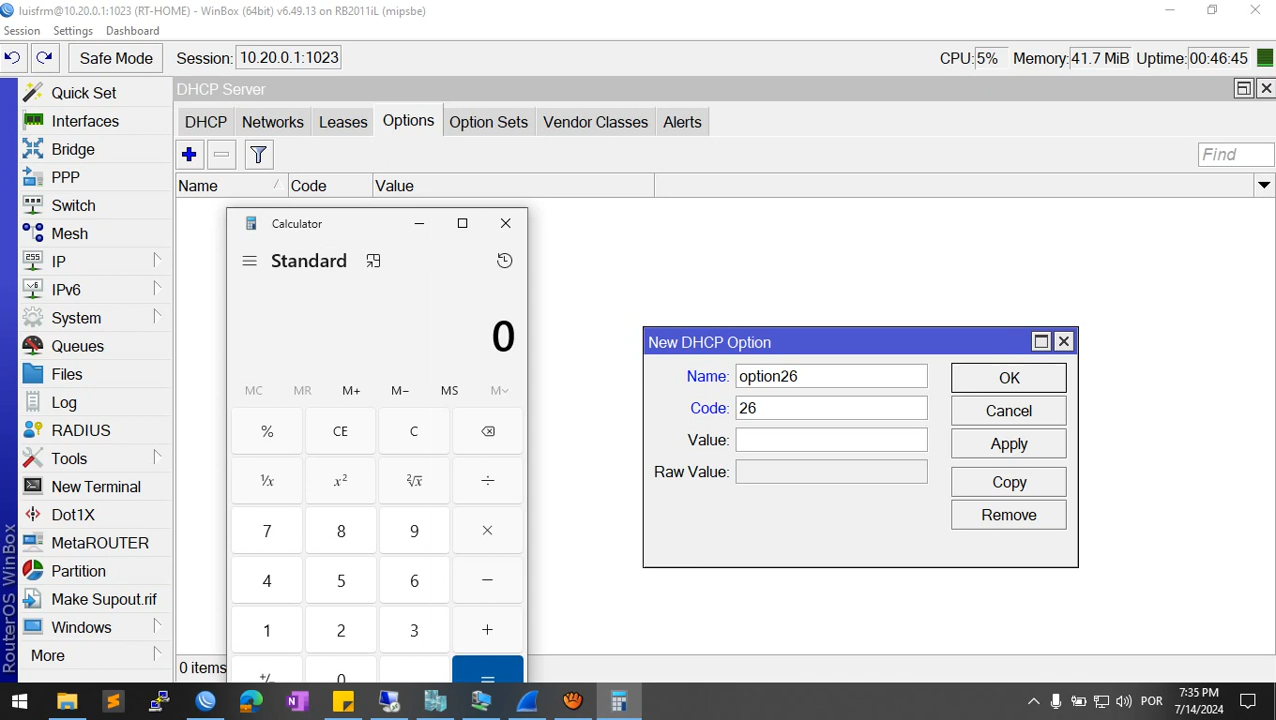 luisfrm@10.20.0.1:1023 (RT-HOME) - WinBox (64bit) v6.49.13 on RB2011iL (mipsbe)
Session Settings Dashboard
Safe Mode Session: 10.20.0.1:1023 CPU: 5% Memory: 41.7 MiB Uptime: 00:46:45
RouterOS WinBox
Quick Set
Interfaces
Bridge
PPP
Switch
Mesh
255 IP
v6 IPv6
System
Queues
Files
Log
RADIUS
Tools
New Terminal
Dot1X
MetaROUTER
Partition
Make Supout.rif
Windows
More
DHCP Server
DHCP Networks Leases Options Option Sets Vendor Classes Alerts
Find
Name Code Value
0 items
Calculator
Standard
0
MC MR M+ M− MS M
% CE C
¹/x x² ²√x ÷
7 8 9 ×
4 5 6 −
1 2 3 +
+/− 0 =
New DHCP Option
Name: option26 OK
Code: 26 Cancel
Value: Apply
Raw Value: Copy
Remove
POR 7:35 PM
7/14/2024